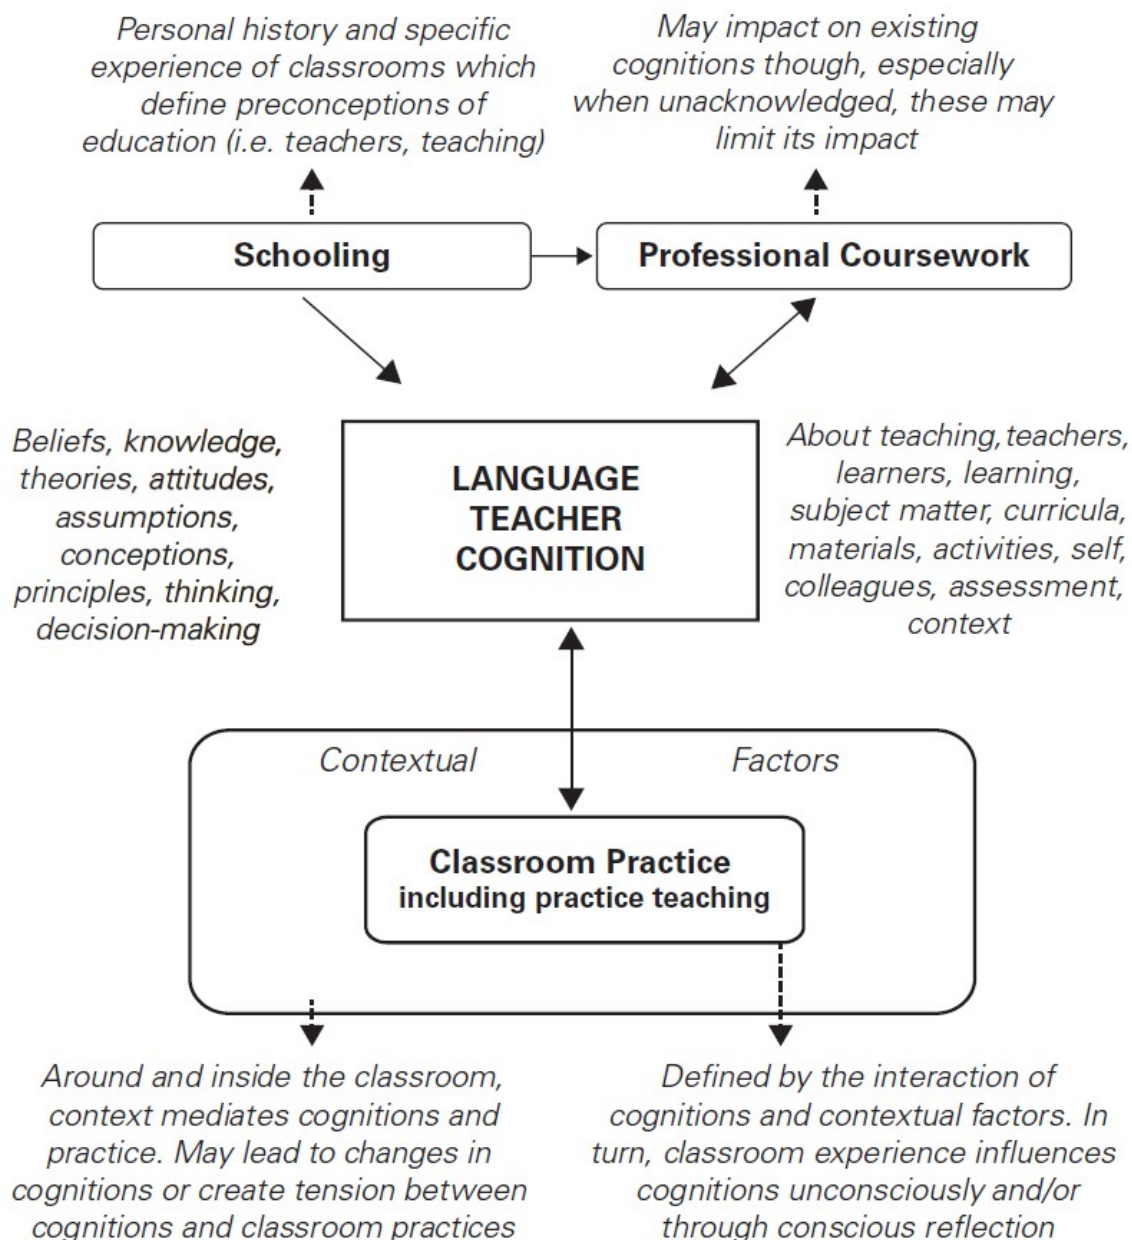 Personal history and specific
experience of classrooms which
define preconceptions of
education (i.e. teachers, teaching)
May impact on existing
cognitions though, especially
when unacknowledged, these may
limit its impact
Schooling
Professional Coursework
Beliefs, knowledge,
theories, attitudes,
assumptions,
conceptions,
principles, thinking,
decision-making
LANGUAGE
TEACHER
COGNITION
About teaching, teachers,
learners, learning,
subject matter, curricula,
materials, activities, self,
colleagues, assessment,
context
Contextual Factors
Classroom Practice
including practice teaching
Around and inside the classroom,
context mediates cognitions and
practice. May lead to changes in
cognitions or create tension between
cognitions and classroom practices
Defined by the interaction of
cognitions and contextual factors. In
turn, classroom experience influences
cognitions unconsciously and/or
through conscious reflection